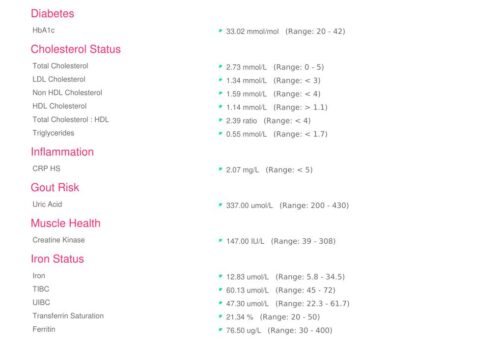 Diabetes
HbA1c 33.02 mmol/mol (Range: 20 - 42)
Cholesterol Status
Total Cholesterol 2.73 mmol/L (Range: 0 - 5)
LDL Cholesterol 1.34 mmol/L (Range: < 3)
Non HDL Cholesterol 1.59 mmol/L (Range: < 4)
HDL Cholesterol 1.14 mmol/L (Range: > 1.1)
Total Cholesterol : HDL 2.39 ratio (Range: < 4)
Triglycerides 0.55 mmol/L (Range: < 1.7)
Inflammation
CRP HS 2.07 mg/L (Range: < 5)
Gout Risk
Uric Acid 337.00 umol/L (Range: 200 - 430)
Muscle Health
Creatine Kinase 147.00 IU/L (Range: 39 - 308)
Iron Status
Iron 12.83 umol/L (Range: 5.8 - 34.5)
TIBC 60.13 umol/L (Range: 45 - 72)
UIBC 47.30 umol/L (Range: 22.3 - 61.7)
Transferrin Saturation 21.34 % (Range: 20 - 50)
Ferritin 76.50 ug/L (Range: 30 - 400)